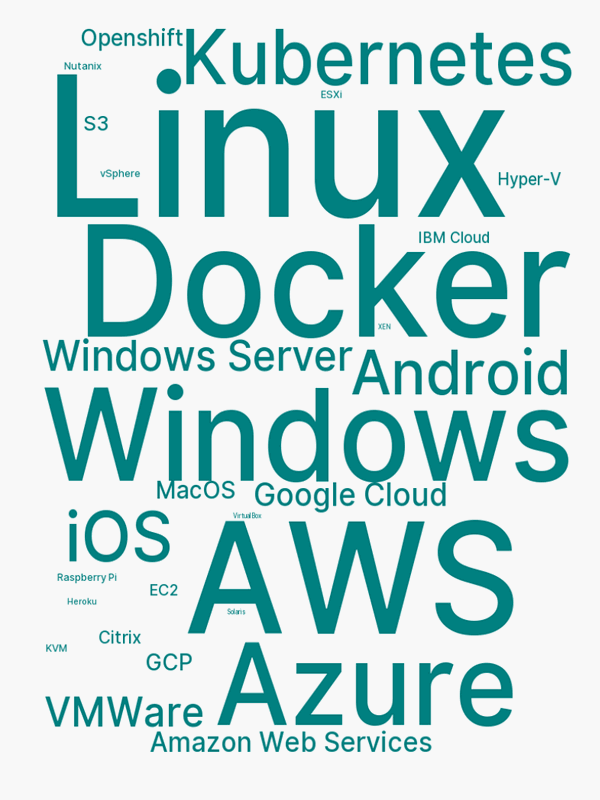 Openshift
Kubernetes
Nutanix
Linux
ESXi
S3
vSphere
Hyper-V
Docker
IBM Cloud
XEN
Windows Server
Android
Windows
MacOS
Google Cloud
iOS
VirtualBox
AWS
Raspberry Pi
EC2
Heroku
Solaris
Citrix
KVM
GCP
Azure
VMWare
Amazon Web Services